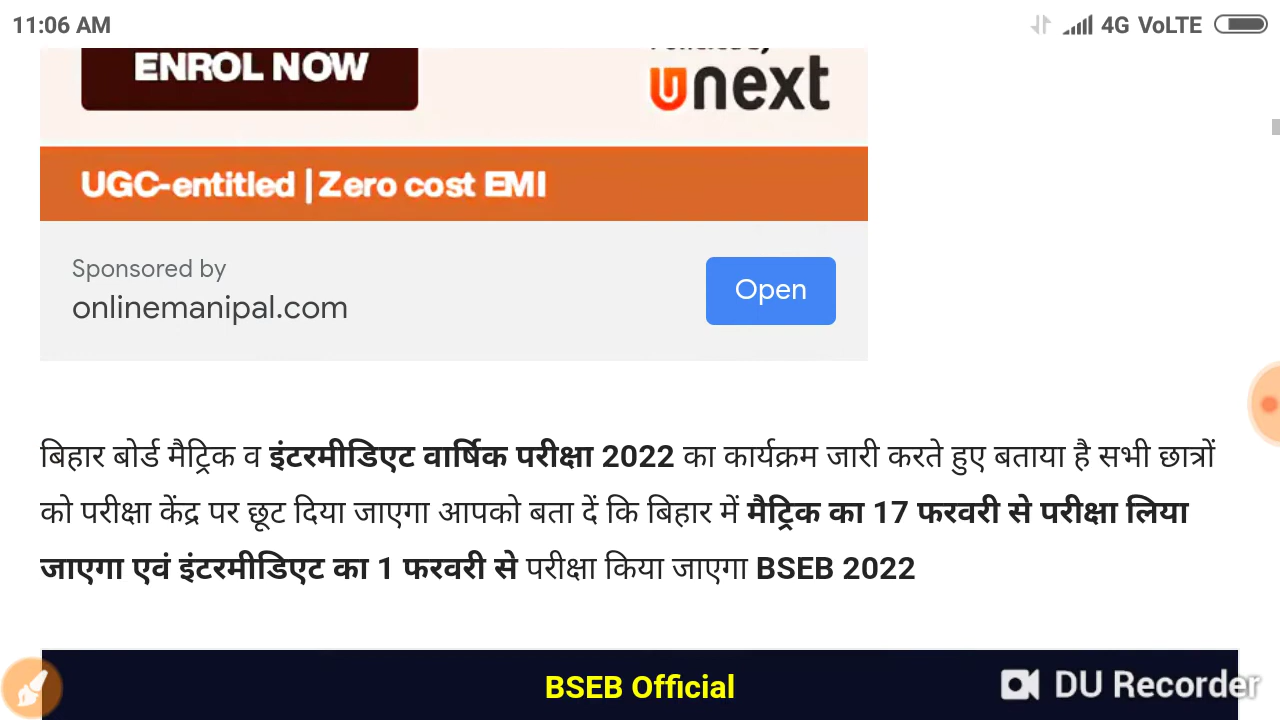 11:06 AM
4G VoLTE
ENROL NOW
unext
UGC-entitled | Zero cost EMI
Sponsored by
onlinemanipal.com
Open
बिहार बोर्ड मैट्रिक व इंटरमीडिएट वार्षिक परीक्षा 2022 का कार्यक्रम जारी करते हुए बताया है सभी छात्रों
को परीक्षा केंद्र पर छूट दिया जाएगा आपको बता दें कि बिहार में मैट्रिक का 17 फरवरी से परीक्षा लिया
जाएगा एवं इंटरमीडिएट का 1 फरवरी से परीक्षा किया जाएगा BSEB 2022
BSEB Official
DU Recorder